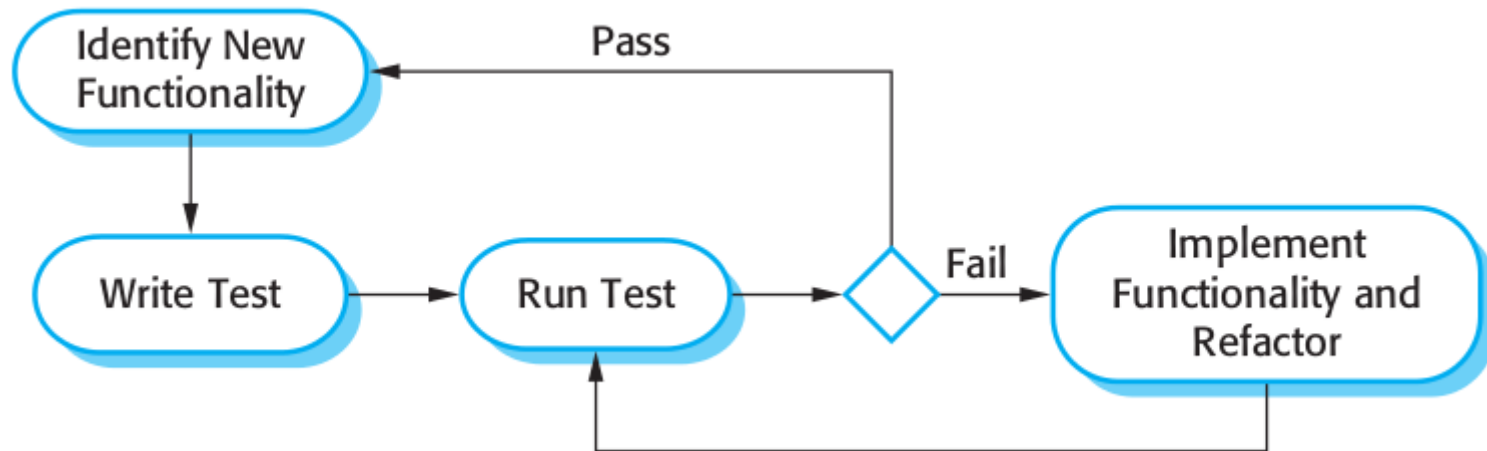 Identify New
Functionality
Pass
Write Test
Run Test
Fail
Implement
Functionality and
Refactor